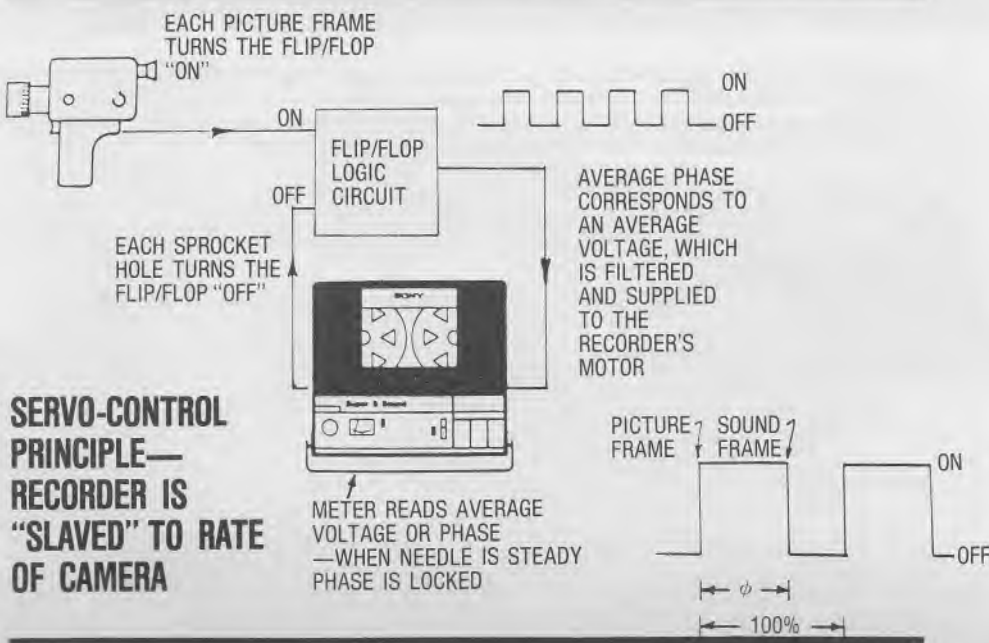 EACH PICTURE FRAME
TURNS THE FLIP/FLOP
"ON"
ON
FLIP/FLOP
LOGIC
CIRCUIT
OFF
ON
OFF
EACH SPROCKET
HOLE TURNS THE
FLIP/FLOP "OFF"
AVERAGE PHASE
CORRESPONDS TO
AN AVERAGE
VOLTAGE, WHICH
IS FILTERED
AND SUPPLIED
TO THE
RECORDER'S
MOTOR
SONY
Super 8 Sound
SERVO-CONTROL
PRINCIPLE—
RECORDER IS
"SLAVED" TO RATE
OF CAMERA
METER READS AVERAGE
VOLTAGE OR PHASE
—WHEN NEEDLE IS STEADY
PHASE IS LOCKED
PICTURE SOUND
FRAME FRAME
ON
OFF
ϕ
100%